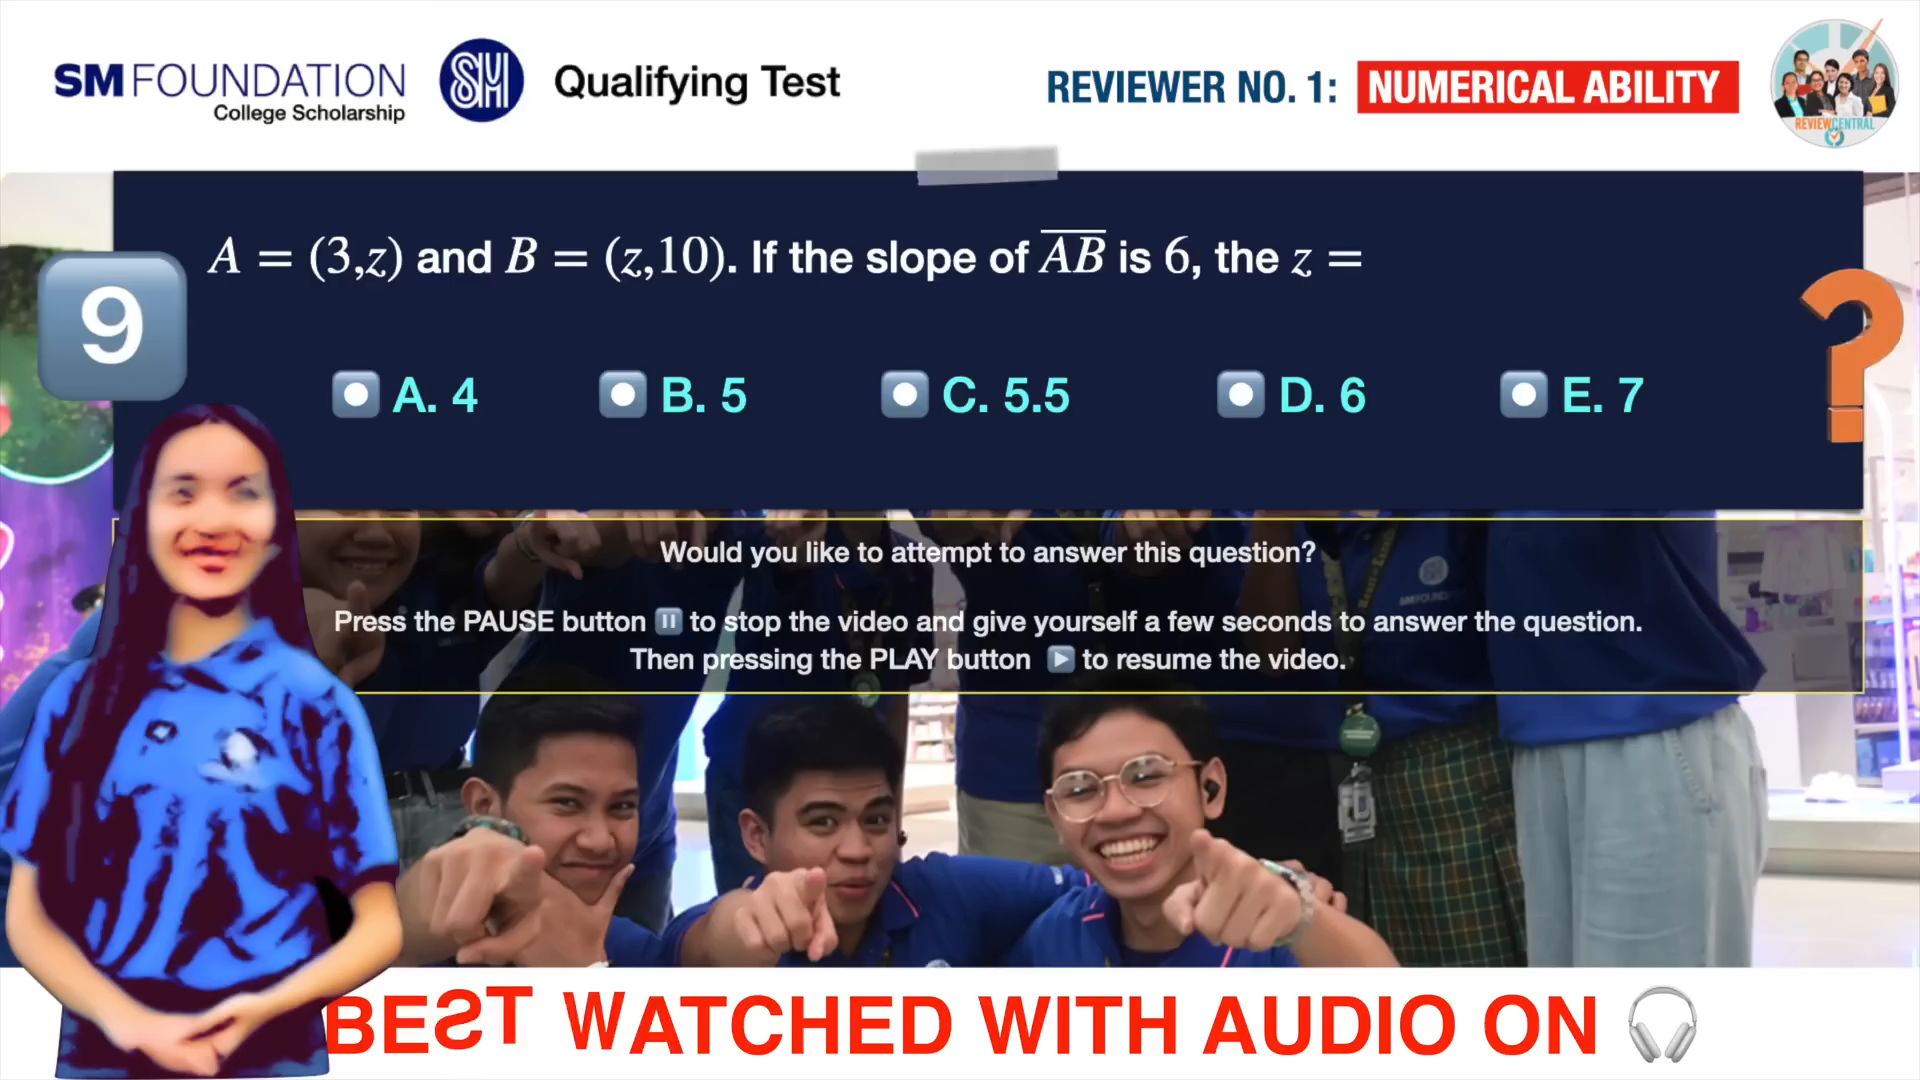 SM FOUNDATION
College Scholarship
SM
Qualifying Test
REVIEWER NO. 1: NUMERICAL ABILITY
REVIEW CENTRAL
9
A = (3,z) and B = (z,10). If the slope of AB is 6, the z =
A. 4 B. 5 C. 5.5 D. 6 E. 7
?
Would you like to attempt to answer this question?
Press the PAUSE button ⏸ to stop the video and give yourself a few seconds to answer the question.
Then pressing the PLAY button ▶ to resume the video.
BEST WATCHED WITH AUDIO ON